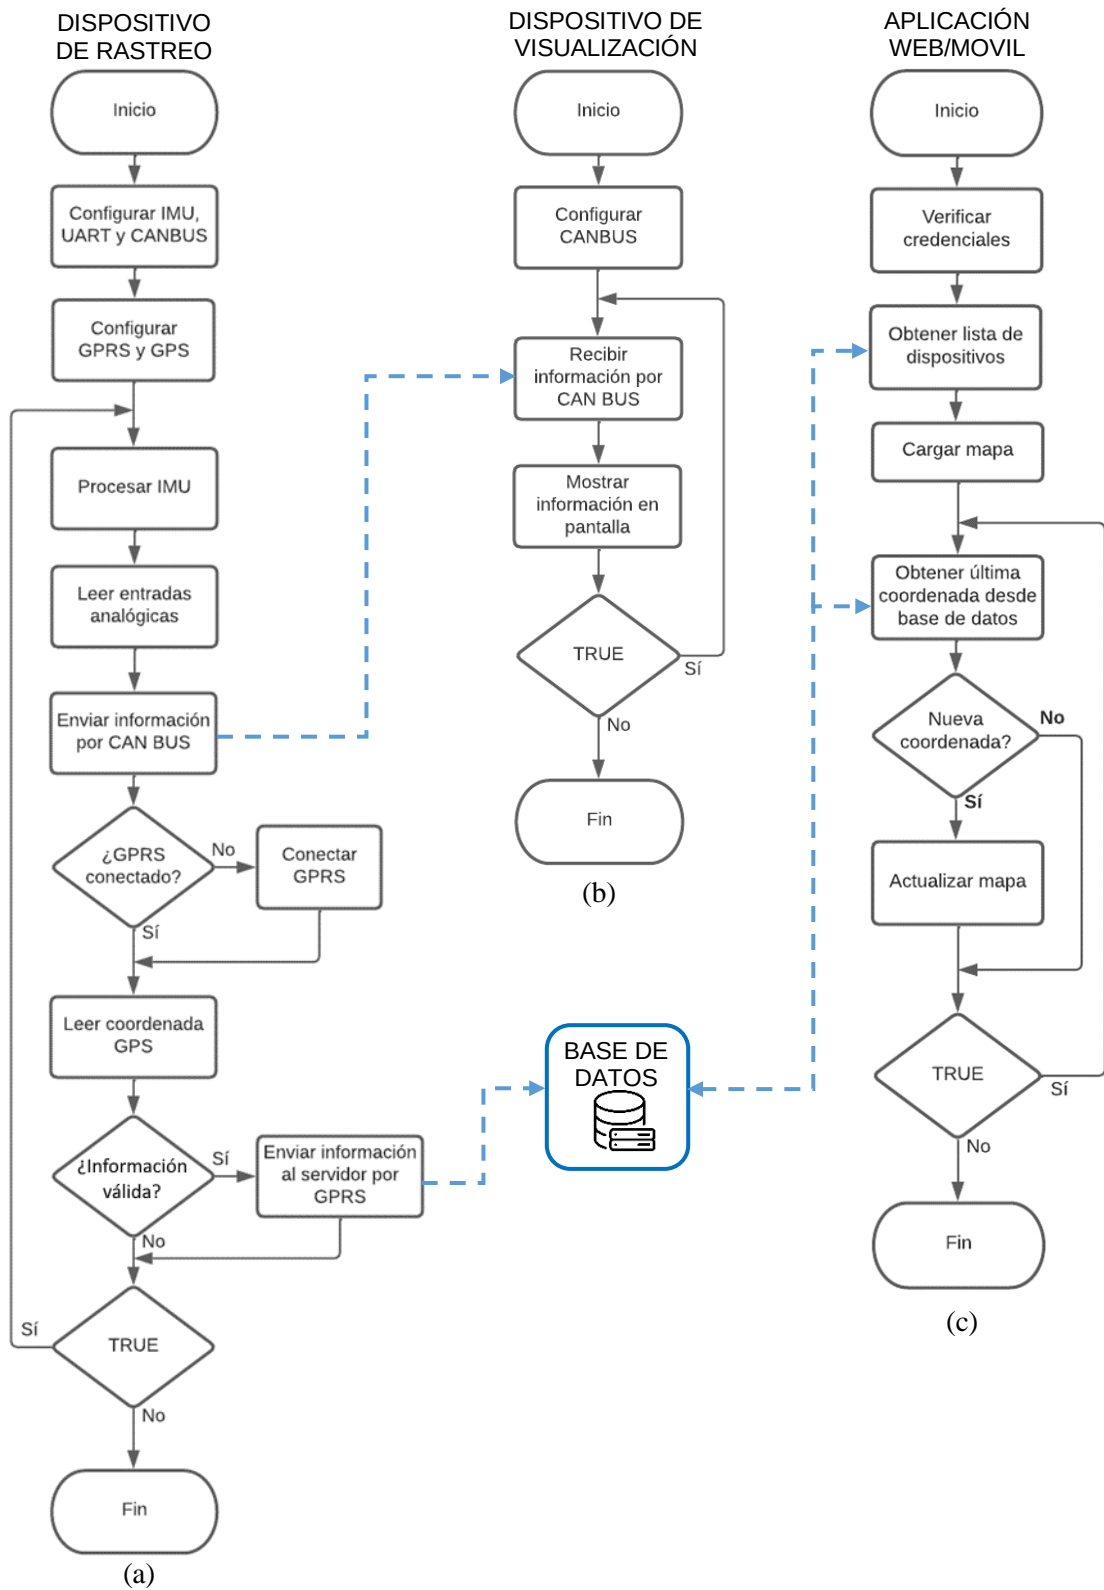 DISPOSITIVO
DE RASTREO
Inicio
Configurar IMU,
UART y CANBUS
Configurar
GPRS y GPS
Procesar IMU
Leer entradas
analógicas
Enviar información
por CAN BUS
¿GPRS
conectado?
No
Conectar
GPRS
Sí
Leer coordenada
GPS
¿Información
válida?
Sí
Enviar información
al servidor por
GPRS
No
TRUE
Sí
No
Fin
(a)
DISPOSITIVO DE
VISUALIZACIÓN
Inicio
Configurar
CANBUS
Recibir
información por
CAN BUS
Mostrar
información en
pantalla
TRUE
Sí
No
Fin
(b)
BASE DE
DATOS
APLICACIÓN
WEB/MOVIL
Inicio
Verificar
credenciales
Obtener lista de
dispositivos
Cargar mapa
Obtener última
coordenada desde
base de datos
Nueva
coordenada?
No
Sí
Actualizar mapa
TRUE
Sí
No
Fin
(c)